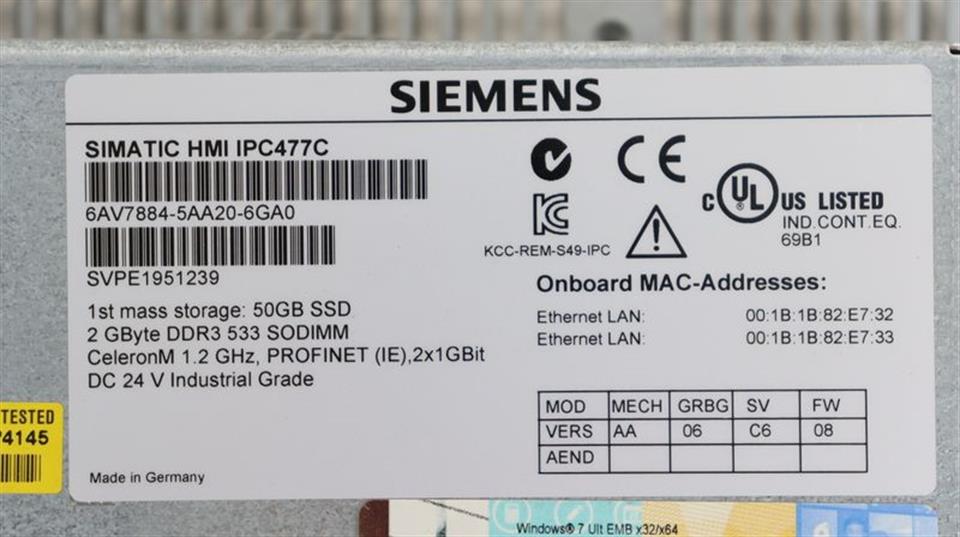 SIEMENS
SIMATIC HMI IPC477C
6AV7884-5AA20-6GA0
SVPE1951239
1st mass storage: 50GB SSD
2 GByte DDR3 533 SODIMM
CeleronM 1.2 GHz, PROFINET (IE),2x1GBit
DC 24 V Industrial Grade
Made in Germany
CE
KC
KCC-REM-S49-IPC
c UL US LISTED
IND.CONT.EQ.
69B1
Onboard MAC-Addresses:
Ethernet LAN: 00:1B:1B:82:E7:32
Ethernet LAN: 00:1B:1B:82:E7:33
MOD MECH GRBG SV FW
VERS AA 06 C6 08
AEND
TESTED
4145
Windows® 7 Ult EMB x32/x64